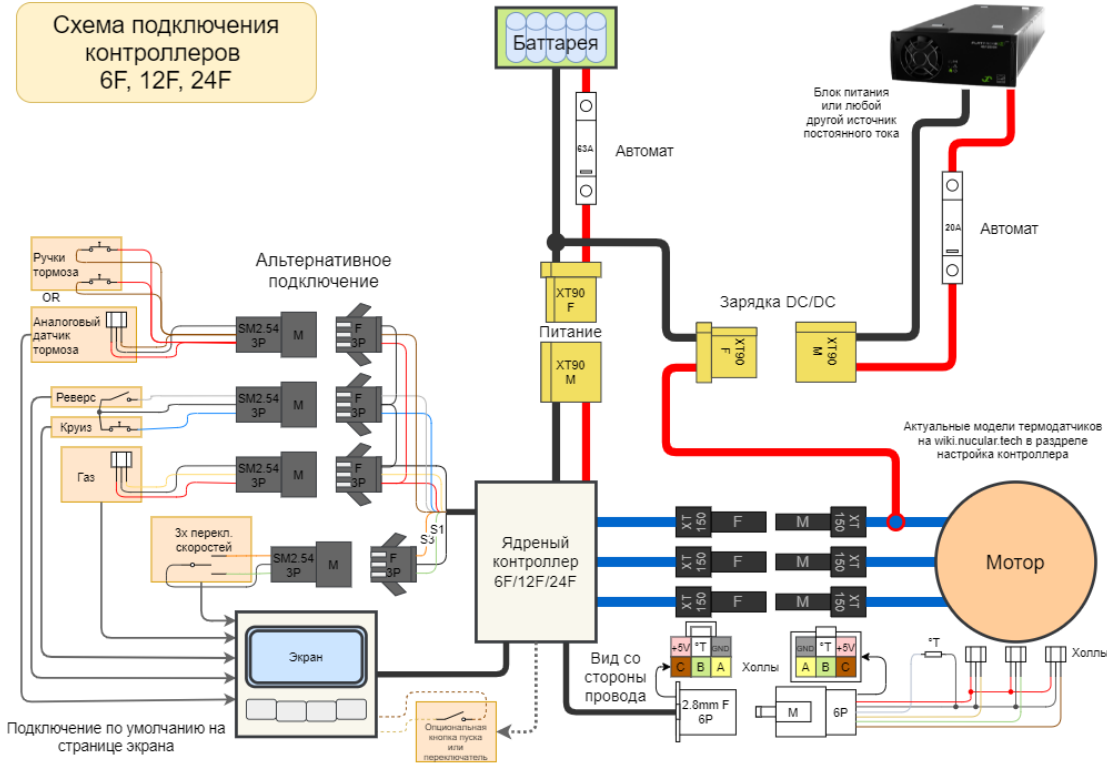 Схема подключения
контроллеров
6F, 12F, 24F
Баттарея
Блок питания
или любой
другой источник
постоянного тока
63A
Автомат
20A
Автомат
Ручки
тормоза
OR
Аналоговый
датчик
тормоза
Альтернативное
подключение
SM2.54
3P
M
F
3P
XT90
F
Питание
XT90
M
Зарядка DC/DC
XT90
F
XT90
M
Реверс
Круиз
SM2.54
3P
M
F
3P
Газ
SM2.54
3P
M
F
3P
Актуальные модели термодатчиков
на wiki.nucular.tech в раздреле
настройка контроллера
3х перекл.
скоростей
SM2.54
3P
M
F
3P
S1
S3
Ядреный
контроллер
6F/12F/24F
XT
150
F
M
XT
150
XT
150
F
M
XT
150
XT
150
F
M
XT
150
Мотор
Экран
Вид со
стороны
провода
+5V
°T
GND
C
B
A
Холлы
GND
°T
+5V
A
B
C
°T
Холлы
2.8mm F
6P
M
6P
Подключение по умолчанию на
странице экрана
Опциональная
кнопка пуска
или
переключатель